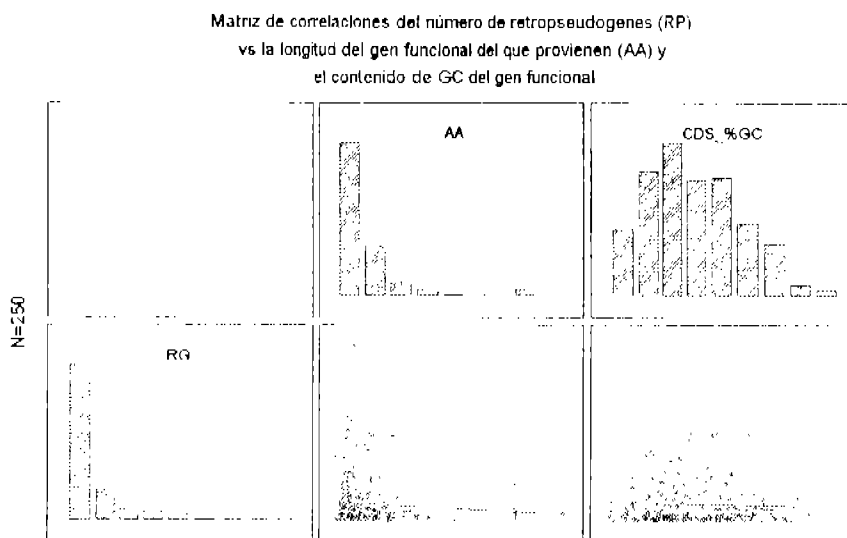 Matriz de correlaciones del número de retropseudogenes (RP)
vs la longitud del gen funcional del que provienen (AA) y
el contenido de GC del gen funcional
AA
CDS_%GC
N=250
RG